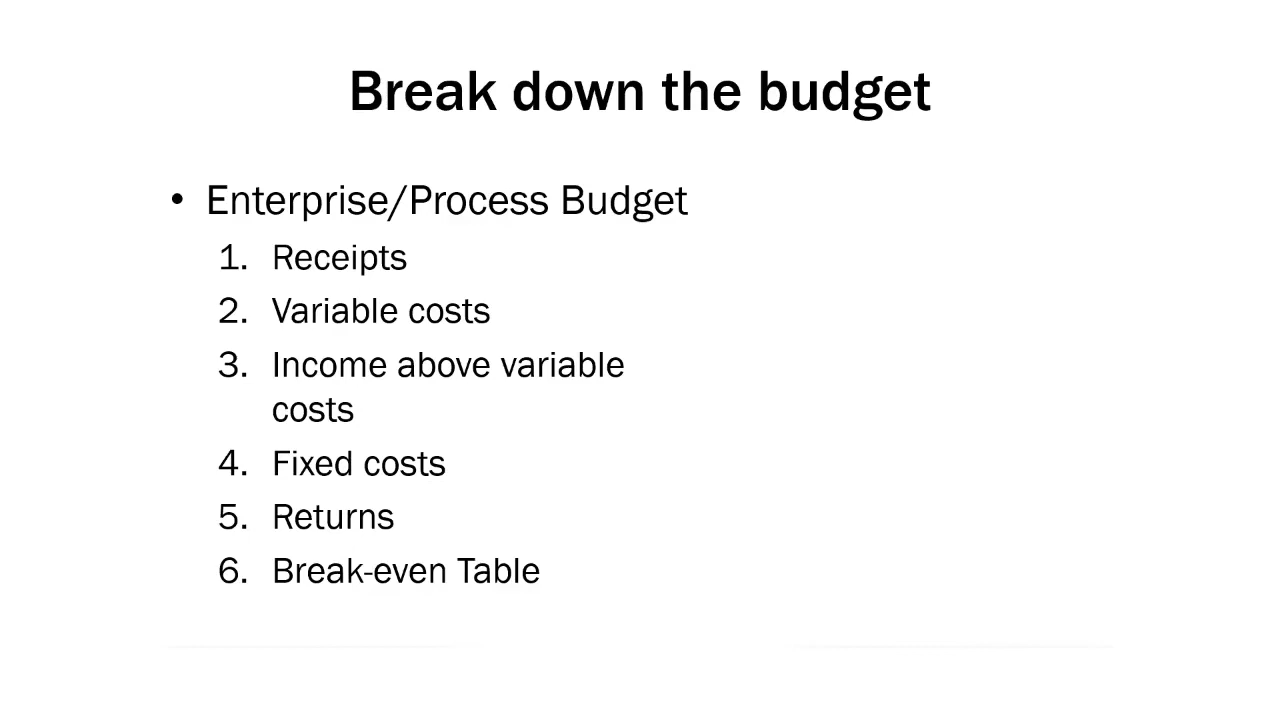 Break down the budget
• Enterprise/Process Budget
1. Receipts
2. Variable costs
3. Income above variable
costs
4. Fixed costs
5. Returns
6. Break-even Table